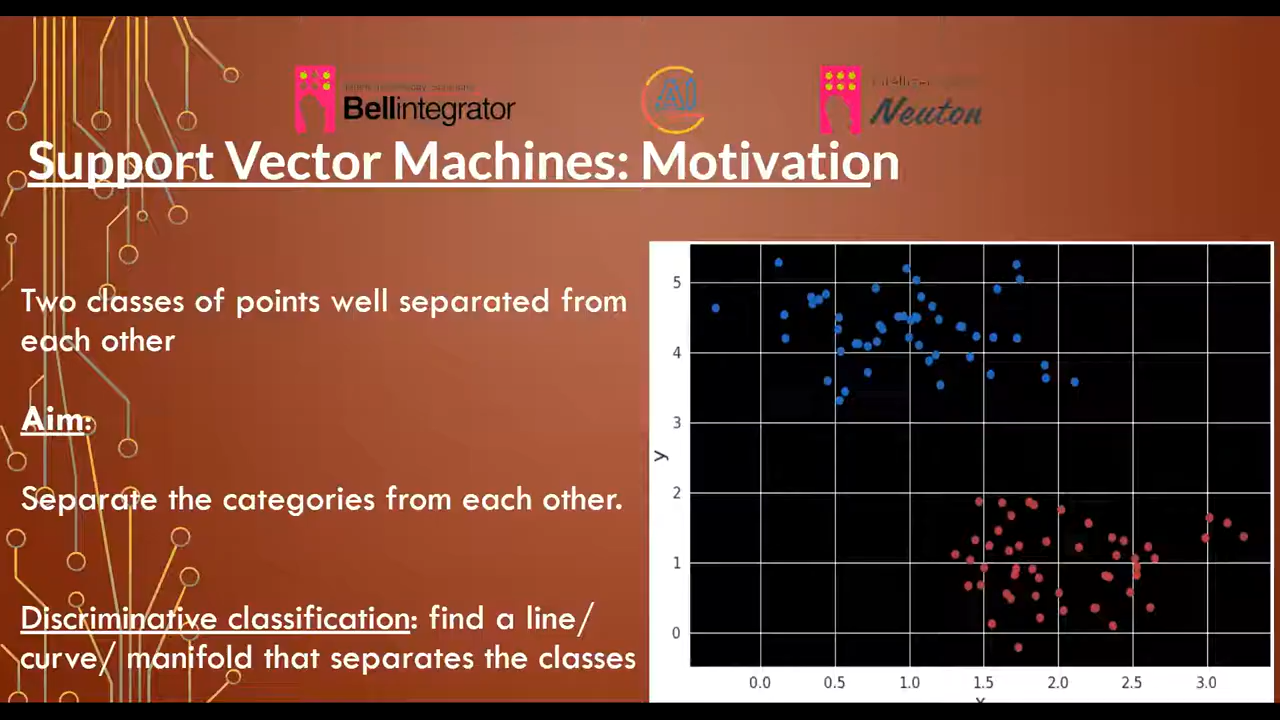 Bellintegrator
AI
Neuton
Support Vector Machines: Motivation
Two classes of points well separated from
each other
Aim:
Separate the categories from each other.
Discriminative classification: find a line/
curve/ manifold that separates the classes
y
5
4
3
2
1
0
0.0 0.5 1.0 1.5 2.0 2.5 3.0